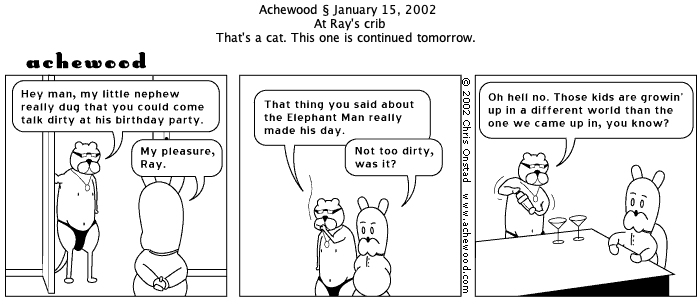 Achewood § January 15, 2002
At Ray's crib
That's a cat. This one is continued tomorrow.
achewood
Hey man, my little nephew
really dug that you could come
talk dirty at his birthday party.
My pleasure,
Ray.
That thing you said about
the Elephant Man really
made his day.
Not too dirty,
was it?
© 2002 Chris Onstad www.achewood.com
Oh hell no. Those kids are growin'
up in a different world than the
one we came up in, you know?